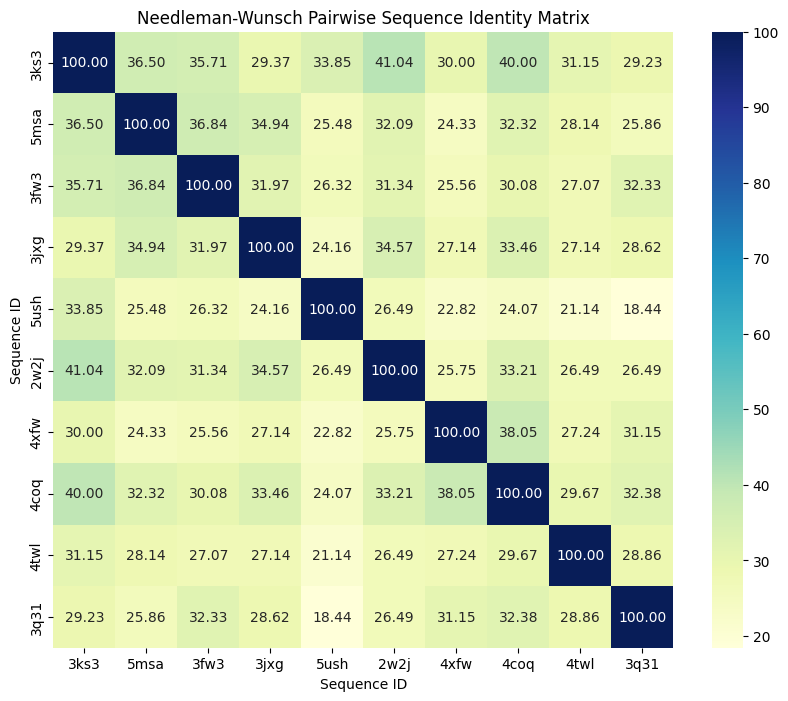 Needleman-Wunsch Pairwise Sequence Identity Matrix
3ks3 100.00 36.50 35.71 29.37 33.85 41.04 30.00 40.00 31.15 29.23
5msa 36.50 100.00 36.84 34.94 25.48 32.09 24.33 32.32 28.14 25.86
3fw3 35.71 36.84 100.00 31.97 26.32 31.34 25.56 30.08 27.07 32.33
3jxg 29.37 34.94 31.97 100.00 24.16 34.57 27.14 33.46 27.14 28.62
5ush 33.85 25.48 26.32 24.16 100.00 26.49 22.82 24.07 21.14 18.44
2w2j 41.04 32.09 31.34 34.57 26.49 100.00 25.75 33.21 26.49 26.49
4xfw 30.00 24.33 25.56 27.14 22.82 25.75 100.00 38.05 27.24 31.15
4coq 40.00 32.32 30.08 33.46 24.07 33.21 38.05 100.00 29.67 32.38
4twl 31.15 28.14 27.07 27.14 21.14 26.49 27.24 29.67 100.00 28.86
3q31 29.23 25.86 32.33 28.62 18.44 26.49 31.15 32.38 28.86 100.00
3ks3 5msa 3fw3 3jxg 5ush 2w2j 4xfw 4coq 4twl 3q31
Sequence ID
Sequence ID
100
90
80
70
60
50
40
30
20